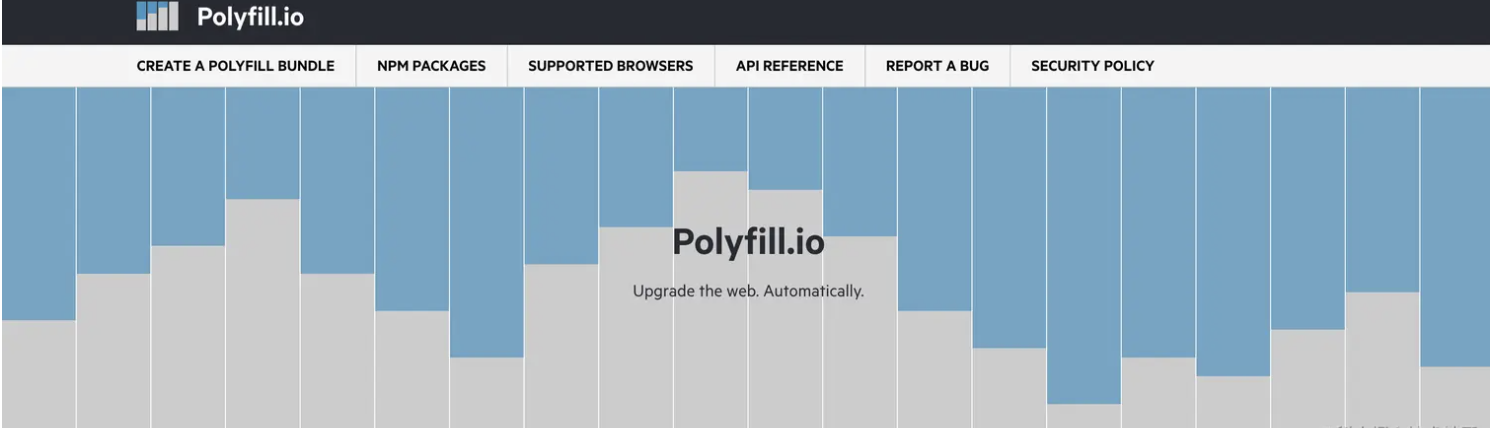 Polyfill.io
CREATE A POLYFILL BUNDLE NPM PACKAGES SUPPORTED BROWSERS API REFERENCE REPORT A BUG SECURITY POLICY
Polyfill.io
Upgrade the web. Automatically.